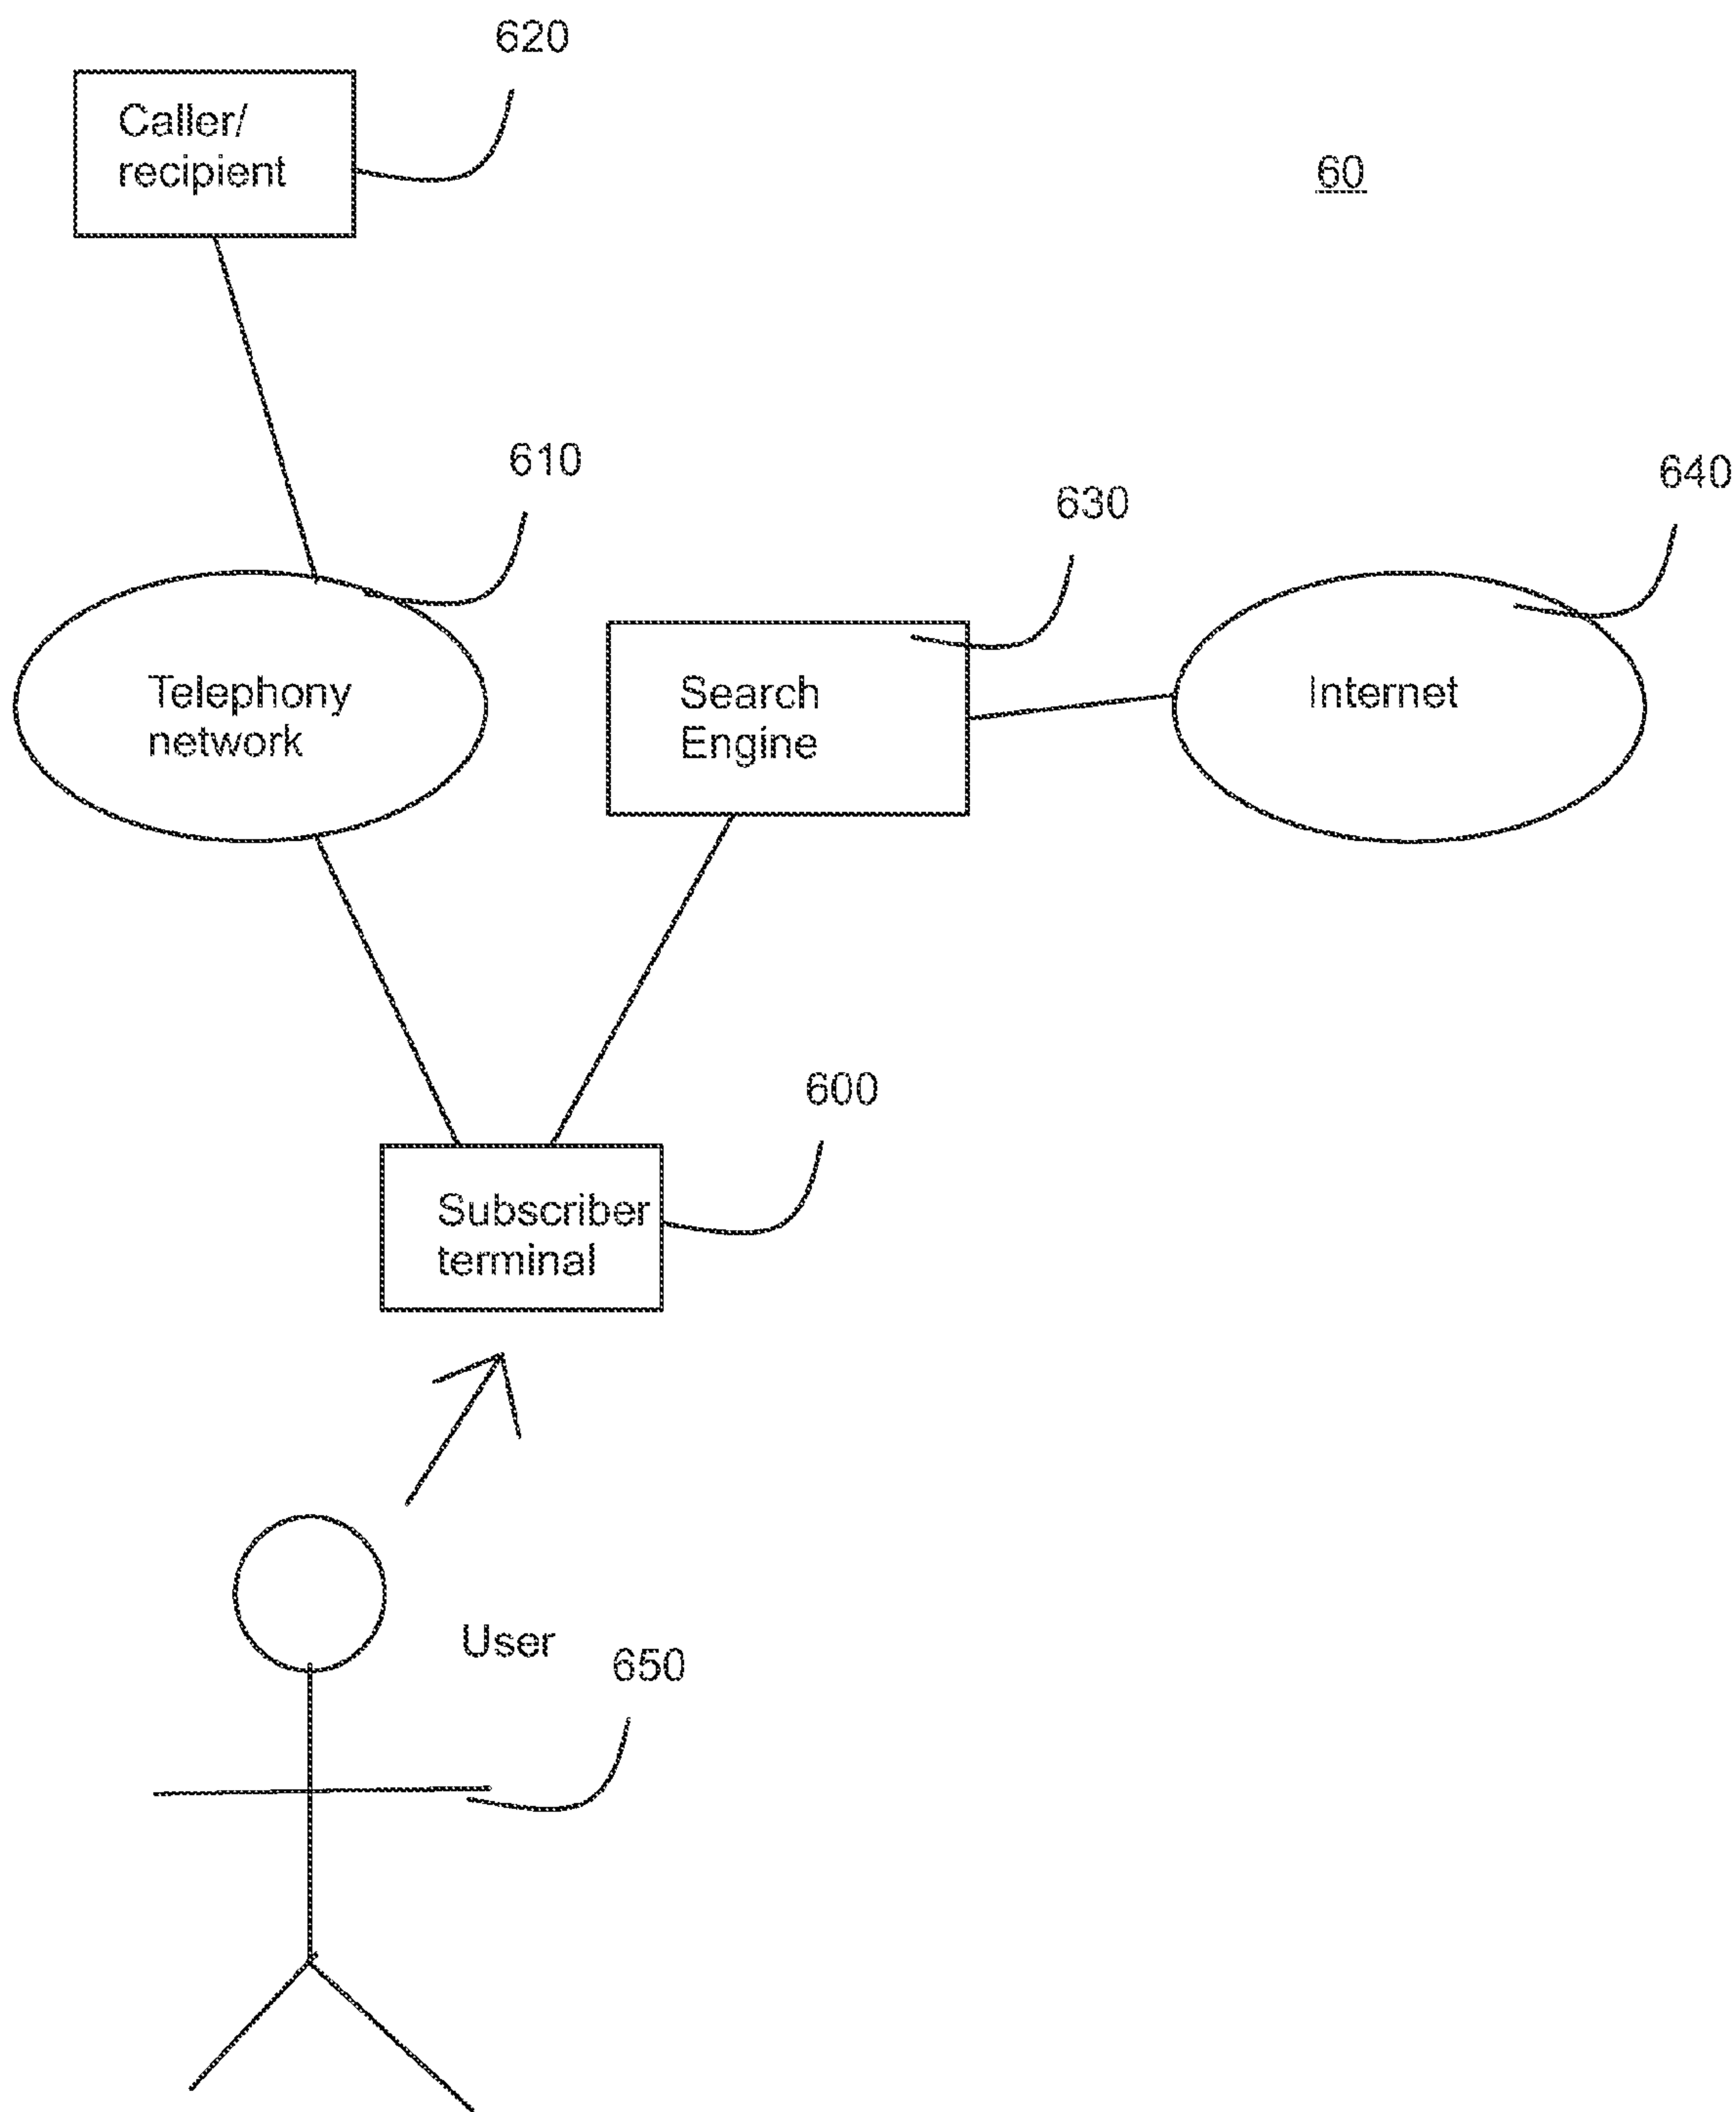 620
Caller/
recipient
60
610
640
630
Telephony
network
Search
Engine
Internet
600
Subscriber
terminal
User
650